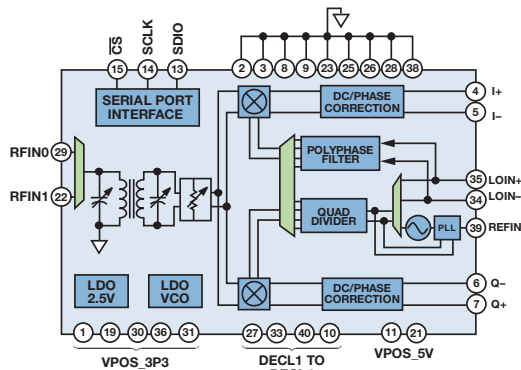 CS SCLK SDIO
15 14 13 2 3 8 9 23 25 26 28 38
SERIAL PORT
INTERFACE
DC/PHASE
CORRECTION
4 I+
5 I–
RFIN0 29
POLYPHASE
FILTER
35 LOIN+
RFIN1 22
34 LOIN–
QUAD
DIVIDER
PLL
39 REFIN
LDO
2.5V
LDO
VCO
DC/PHASE
CORRECTION
6 Q–
7 Q+
1 19 30 36 31 27 33 40 10 11 21
VPOS_3P3 DECL1 TO VPOS_5V